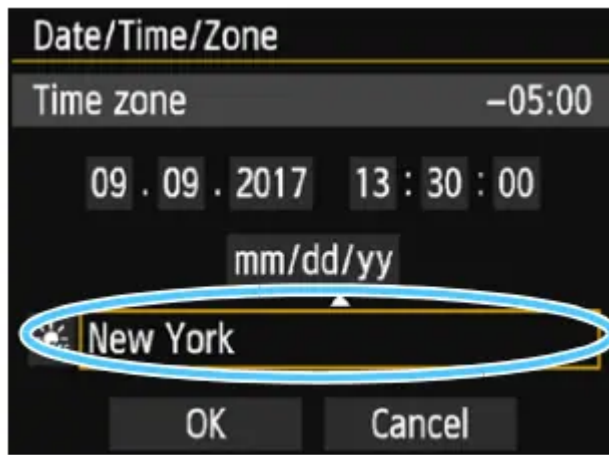 Date/Time/Zone
Time zone −05:00
09 . 09 . 2017 13 : 30 : 00
mm/dd/yy
New York
OK Cancel